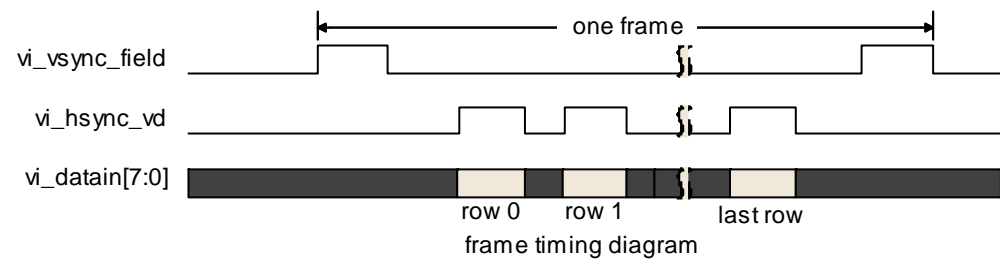 one frame
vi_vsync_field
vi_hsync_vd
vi_datain[7:0]
row 0 row 1 last row
frame timing diagram